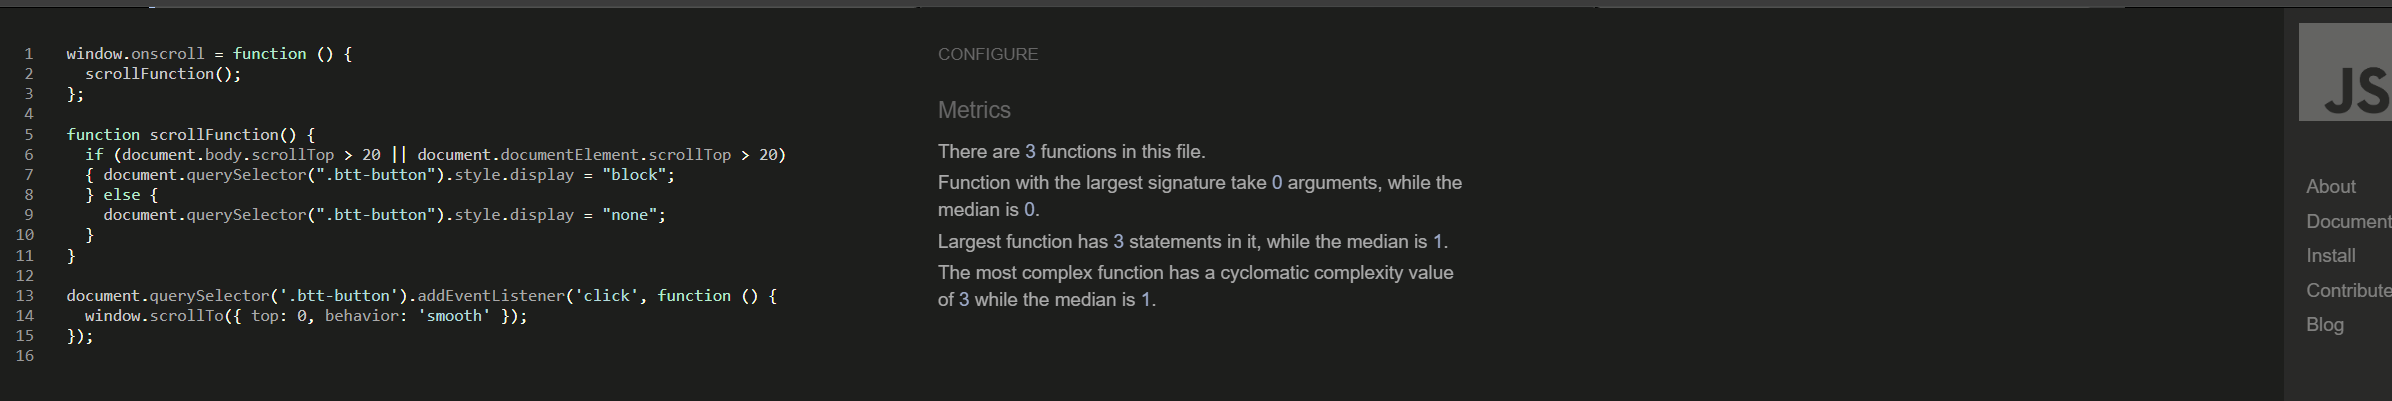 1 window.onscroll = function () {
2   scrollFunction();
3 };
4
5 function scrollFunction() {
6   if (document.body.scrollTop > 20 || document.documentElement.scrollTop > 20)
7   { document.querySelector(".btt-button").style.display = "block";
8   } else {
9     document.querySelector(".btt-button").style.display = "none";
10   }
11 }
12
13 document.querySelector('.btt-button').addEventListener('click', function () {
14   window.scrollTo({ top: 0, behavior: 'smooth' });
15 });
16
CONFIGURE
Metrics
There are 3 functions in this file.
Function with the largest signature take 0 arguments, while the
median is 0.
Largest function has 3 statements in it, while the median is 1.
The most complex function has a cyclomatic complexity value
of 3 while the median is 1.
JS
About
Document
Install
Contribute
Blog